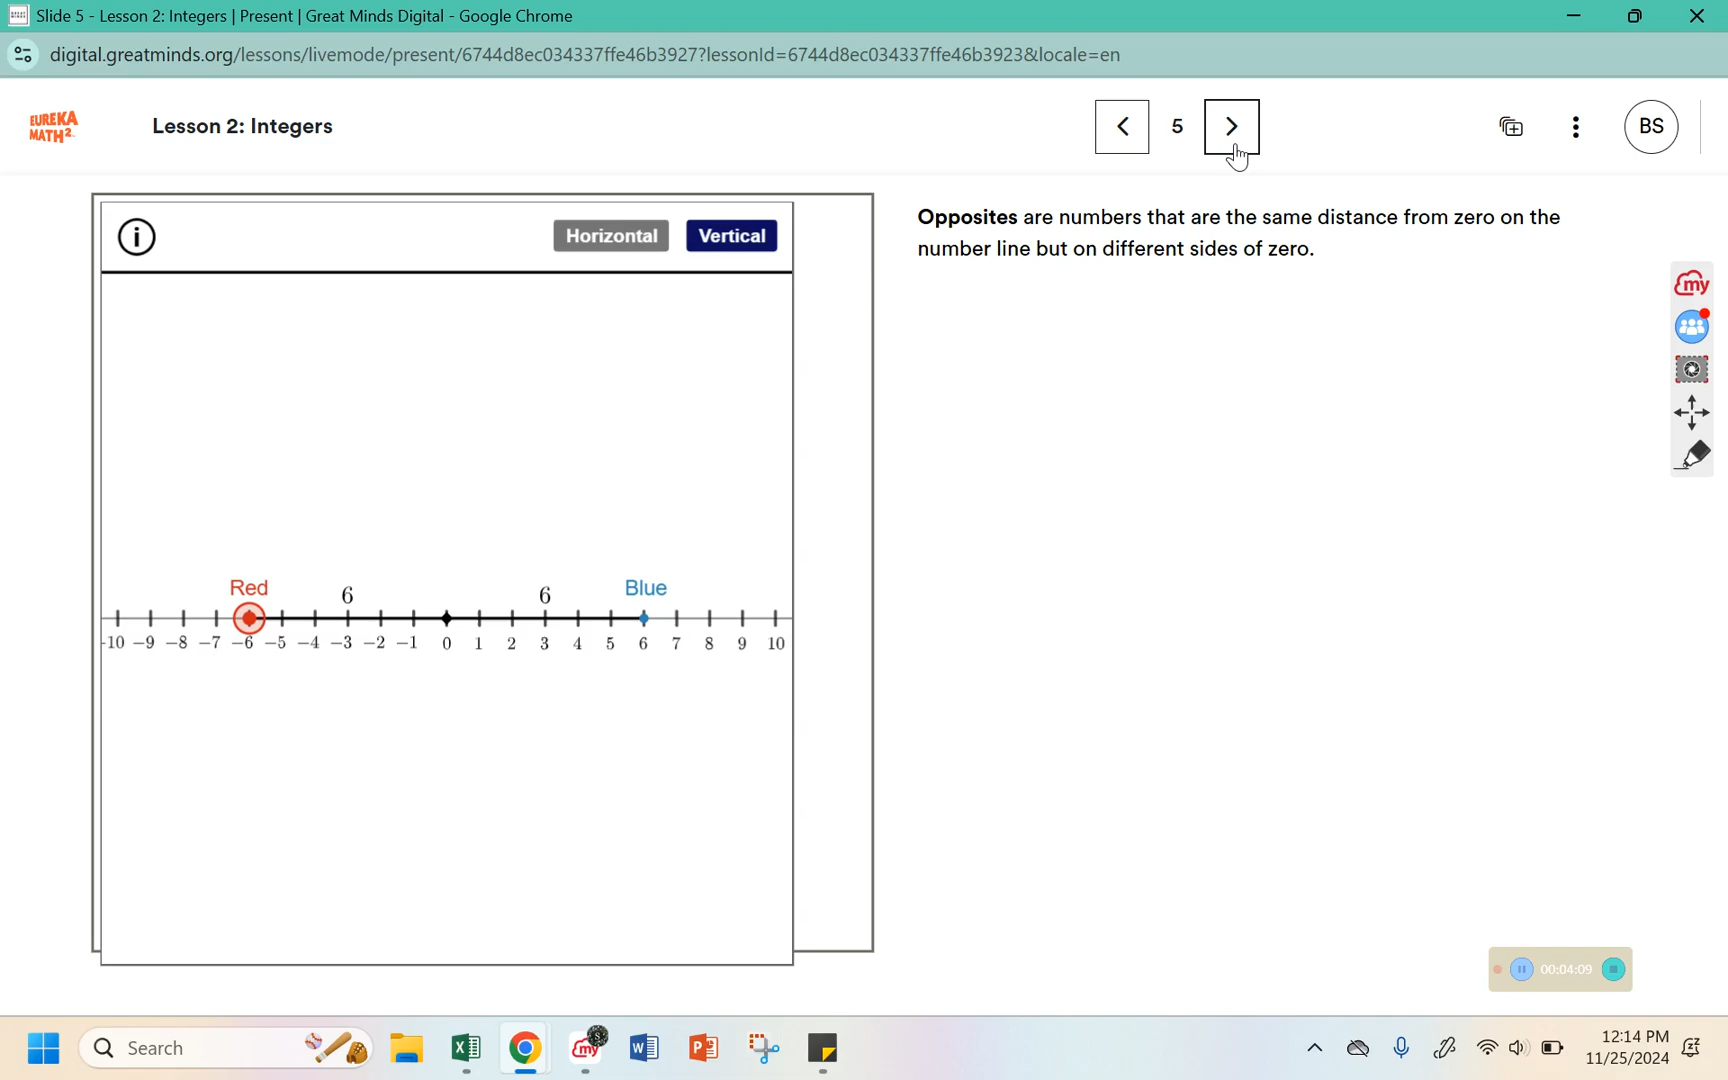 Slide 5 - Lesson 2: Integers | Present | Great Minds Digital - Google Chrome
digital.greatminds.org/lessons/livemode/present/6744d8ec034337ffe46b3927?lessonId=6744d8ec034337ffe46b3923&locale=en
EUREKA
MATH²
Lesson 2: Integers
5
BS
i
Horizontal
Vertical
Opposites are numbers that are the same distance from zero on the
number line but on different sides of zero.
my
Red
6
6
Blue
-10 −9 −8 −7 −6 −5 −4 −3 −2 −1 0 1 2 3 4 5 6 7 8 9 10
00:04:09
Search
my
S
12:14 PM
11/25/2024